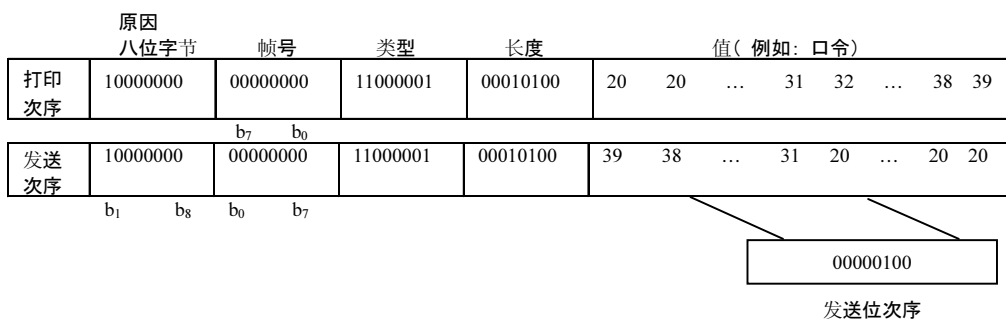 原因
八位字节 帧号 类型 长度 值( 例如: 口令)
打印次序 10000000 00000000 11000001 00010100 20 20 … 31 32 … 38 39
b7 b0
发送次序 10000000 00000000 11000001 00010100 39 38 … 31 20 … 20 20
b1 b8 b0 b7
00000100
发送位次序